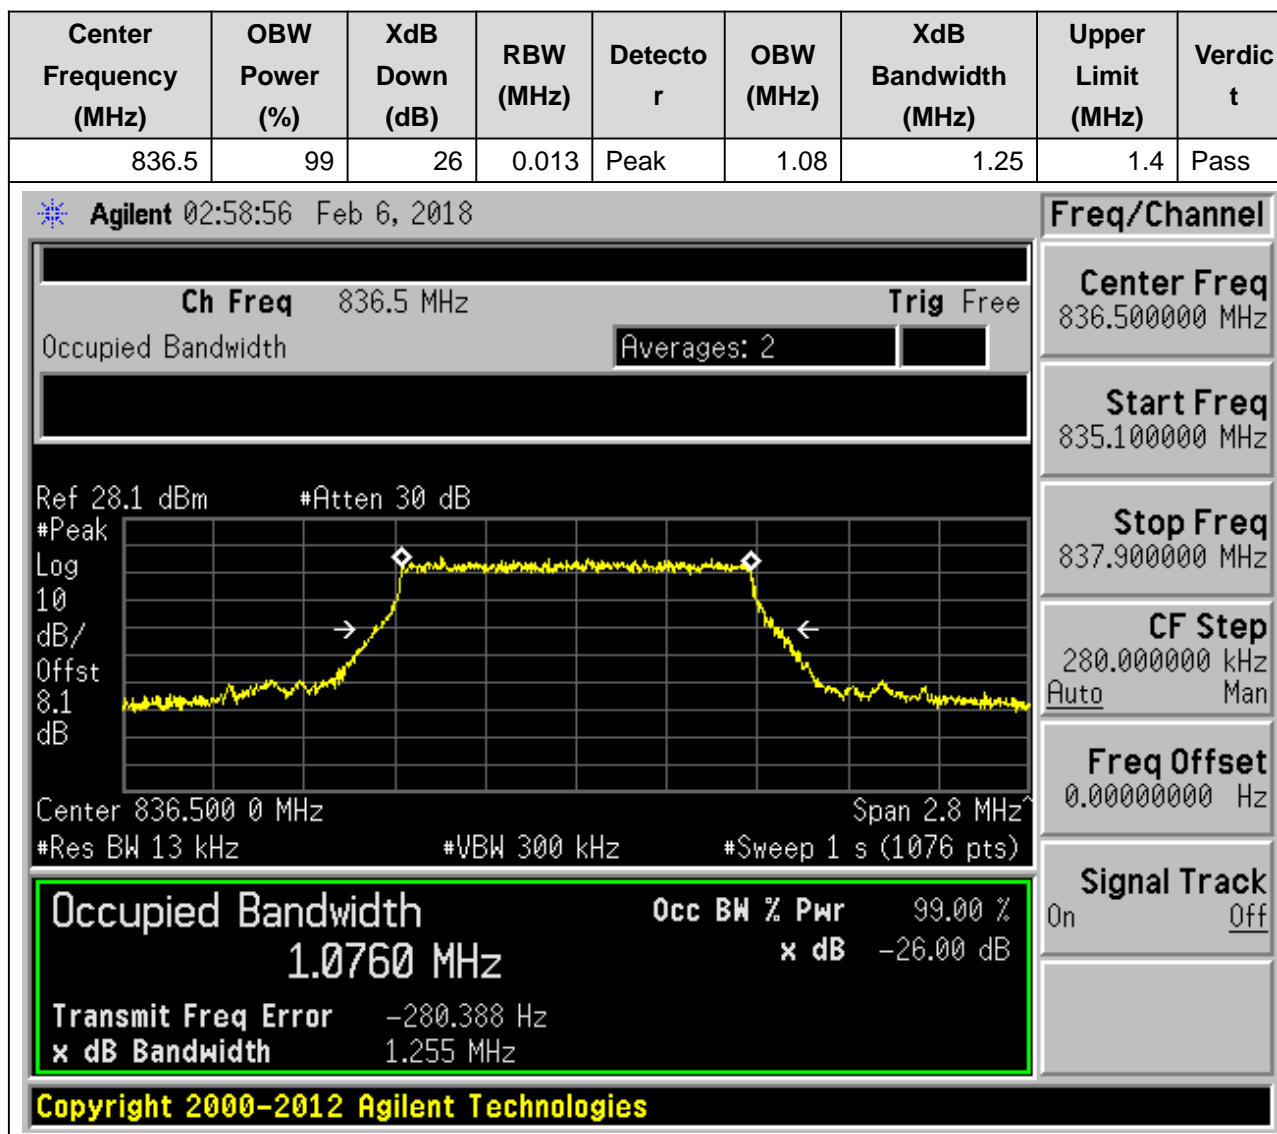 Center Frequency (MHz) OBW Power (%) XdB Down (dB) RBW (MHz) Detecto r OBW (MHz) XdB Bandwidth (MHz) Upper Limit (MHz) Verdic t
836.5 99 26 0.013 Peak 1.08 1.25 1.4 Pass
Agilent 02:58:56 Feb 6, 2018
Freq/Channel
Ch Freq 836.5 MHz Trig Free
Occupied Bandwidth Averages: 2
Center Freq
836.500000 MHz
Start Freq
835.100000 MHz
Stop Freq
837.900000 MHz
CF Step
280.000000 kHz
Auto Man
Freq Offset
0.00000000 Hz
Signal Track
On Off
Ref 28.1 dBm #Atten 30 dB
#Peak
Log
10
dB/
Offst
8.1
dB
Center 836.500 0 MHz Span 2.8 MHz^
#Res BW 13 kHz #VBW 300 kHz #Sweep 1 s (1076 pts)
Occupied Bandwidth Occ BW % Pwr 99.00 %
1.0760 MHz x dB -26.00 dB
Transmit Freq Error -280.388 Hz
x dB Bandwidth 1.255 MHz
Copyright 2000-2012 Agilent Technologies